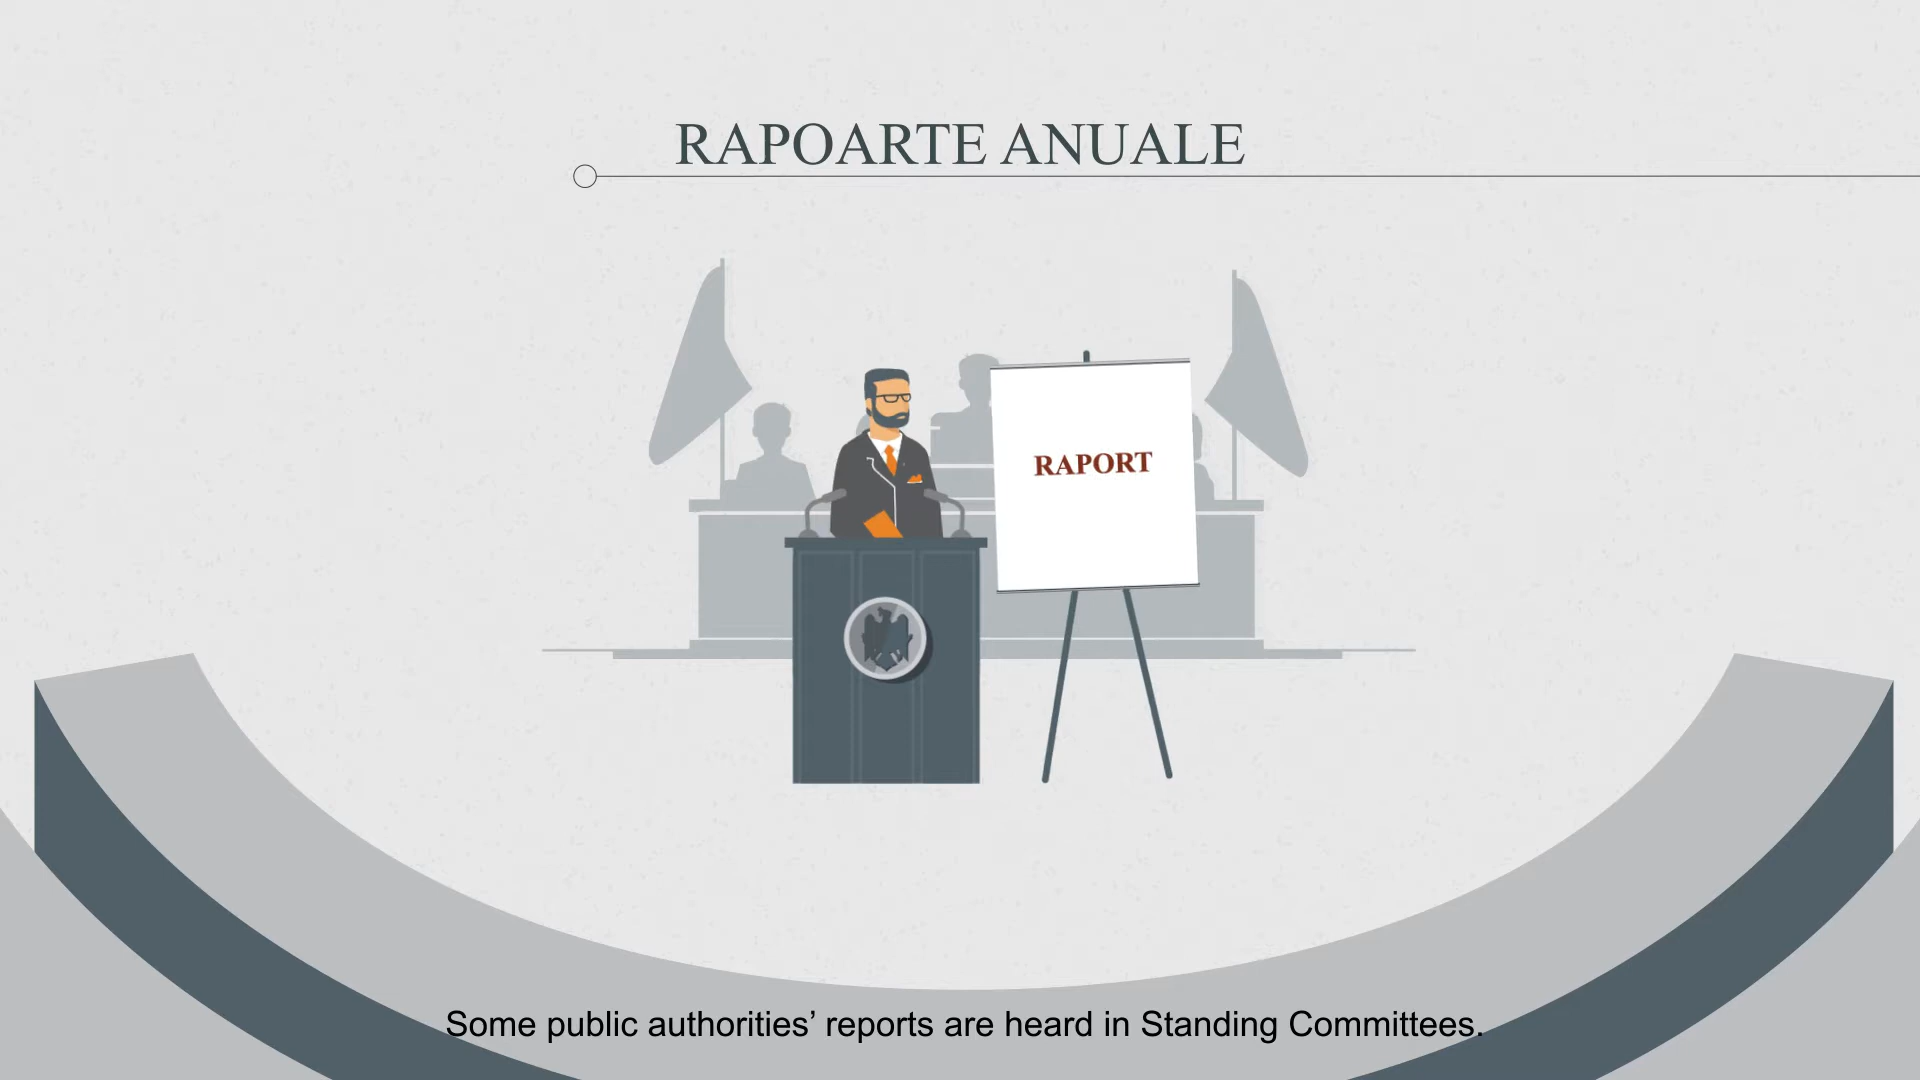 RAPOARTE ANUALE
RAPORT
Some public authorities’ reports are heard in Standing Committees.